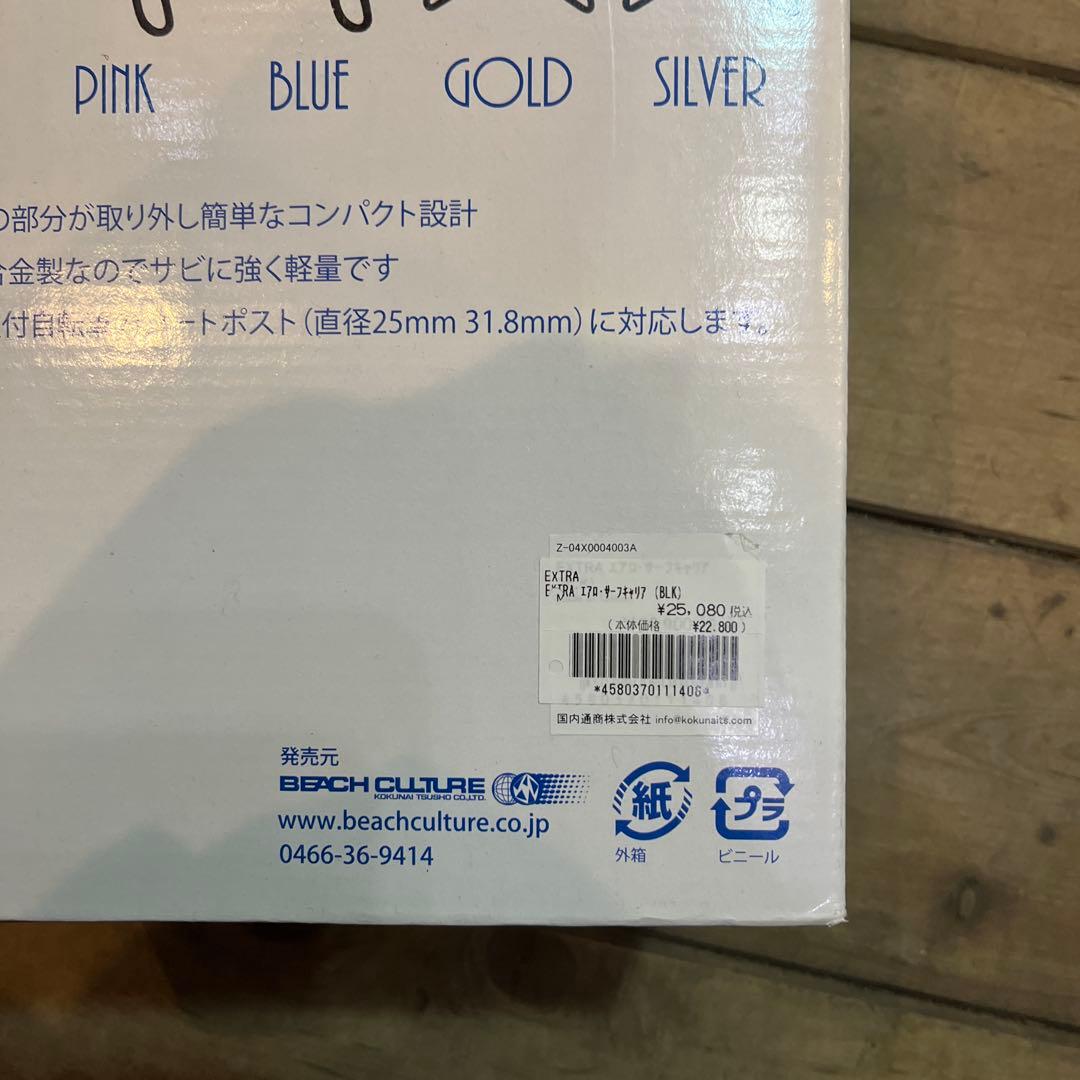 PINK BLUE GOLD SILVER
の部分が取り外し簡単なコンパクト設計
合金製なのでサビに強く軽量です
付自転車のシートポスト（直径25mm 31.8mm）に対応します。
Z-04X0004003A
EXTRA
EXTRA エアロ・サーフキャリア (BLK)
¥25,080 税込
(本体価格 ¥22.800)
*4580370111406*
国内通商株式会社 info@kokunaits.com
発売元
BEACH CULTURE
KOKUNAI TSUSHO CO.,LTD.
www.beachculture.co.jp
0466-36-9414
紙
外箱
プラ
ビニール